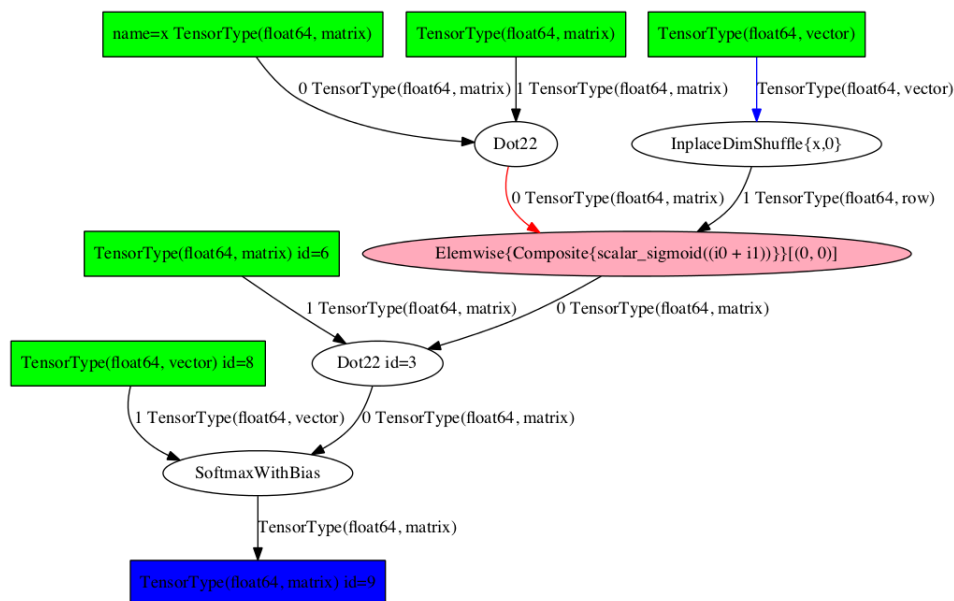 name=x TensorType(float64, matrix)
TensorType(float64, matrix)
TensorType(float64, vector)
0 TensorType(float64, matrix)
1 TensorType(float64, matrix)
TensorType(float64, vector)
Dot22
InplaceDimShuffle{x,0}
0 TensorType(float64, matrix)
1 TensorType(float64, row)
TensorType(float64, matrix) id=6
Elemwise{Composite{scalar_sigmoid((i0 + i1))}}[(0, 0)]
1 TensorType(float64, matrix)
0 TensorType(float64, matrix)
TensorType(float64, vector) id=8
Dot22 id=3
1 TensorType(float64, vector)
0 TensorType(float64, matrix)
SoftmaxWithBias
TensorType(float64, matrix)
TensorType(float64, matrix) id=9